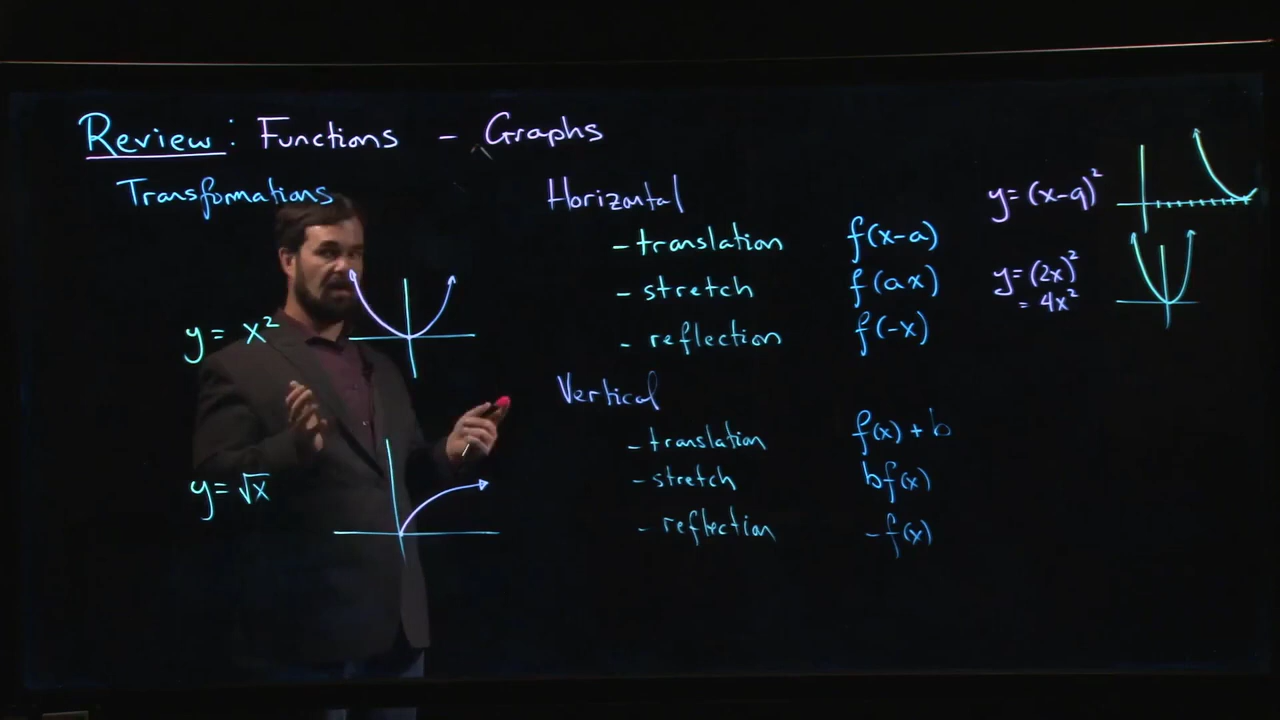 Review: Functions - Graphs
Transformations
y = x²
y = √x
Horizontal
- translation f(x-a)
- stretch f(ax)
- reflection f(-x)
Vertical
- translation f(x) + b
- stretch bf(x)
- reflection -f(x)
y = (x-9)²
y = (2x)²
= 4x²